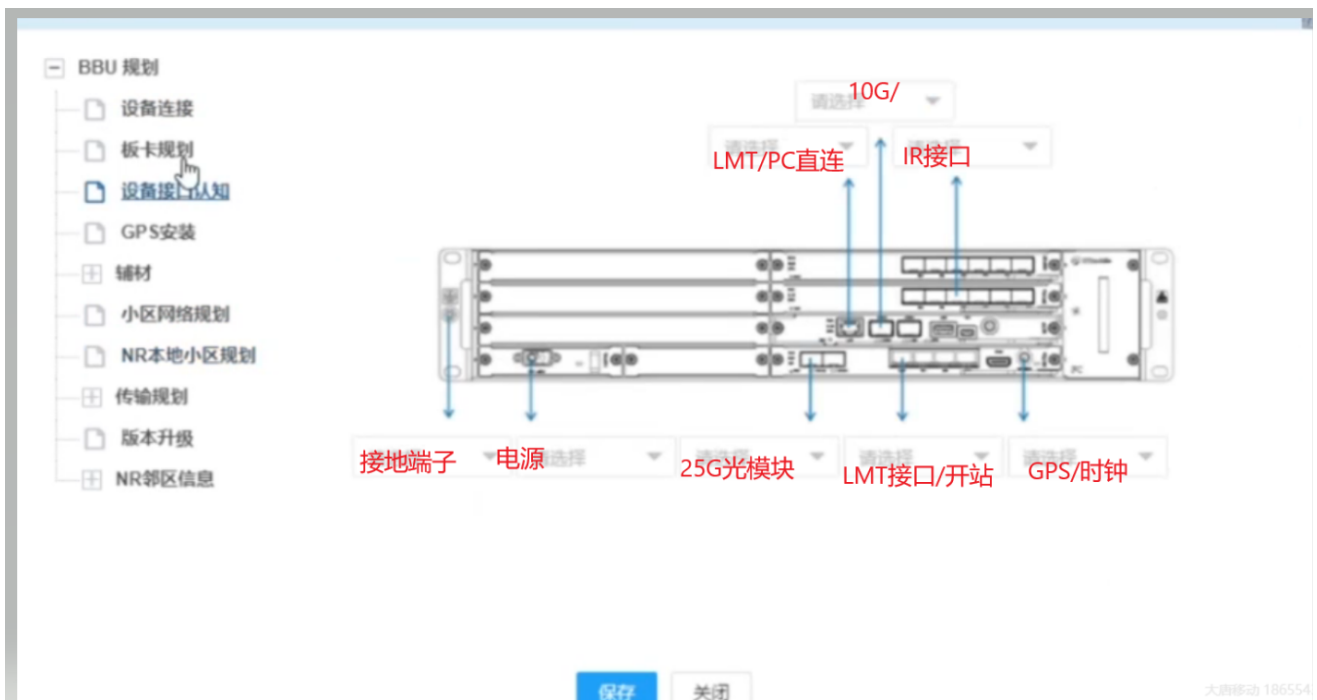 BBU 规划
设备连接
板卡规划
设备接口认知
GPS安装
辅材
小区网络规划
NR本地小区规划
传输规划
版本升级
NR邻区信息
请选择
10G/
请选择
LMT/PC直连
请选择
IR接口
请选择
接地端子
请选择
电源
请选择
25G光模块
请选择
LMT接口/开站
请选择
GPS/时钟
保存
关闭
大唐移动 186554